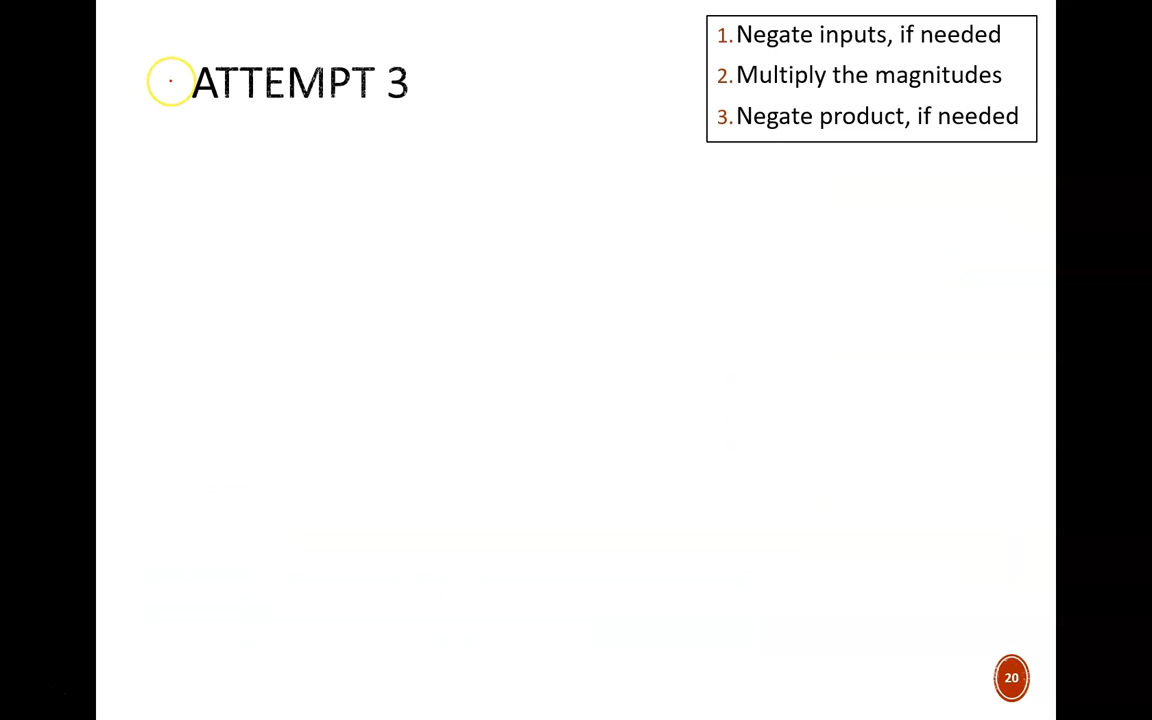 ATTEMPT 3
1. Negate inputs, if needed
2. Multiply the magnitudes
3. Negate product, if needed
20